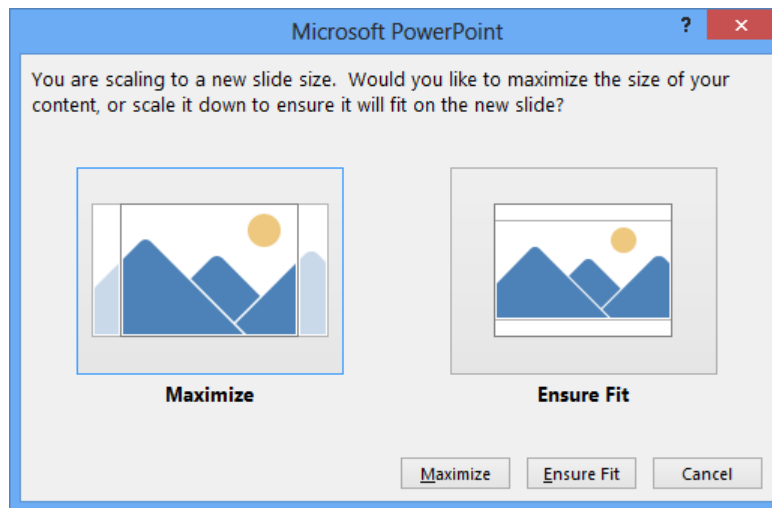 Microsoft PowerPoint
?
You are scaling to a new slide size.  Would you like to maximize the size of your
content, or scale it down to ensure it will fit on the new slide?
Maximize
Ensure Fit
Maximize
Ensure Fit
Cancel